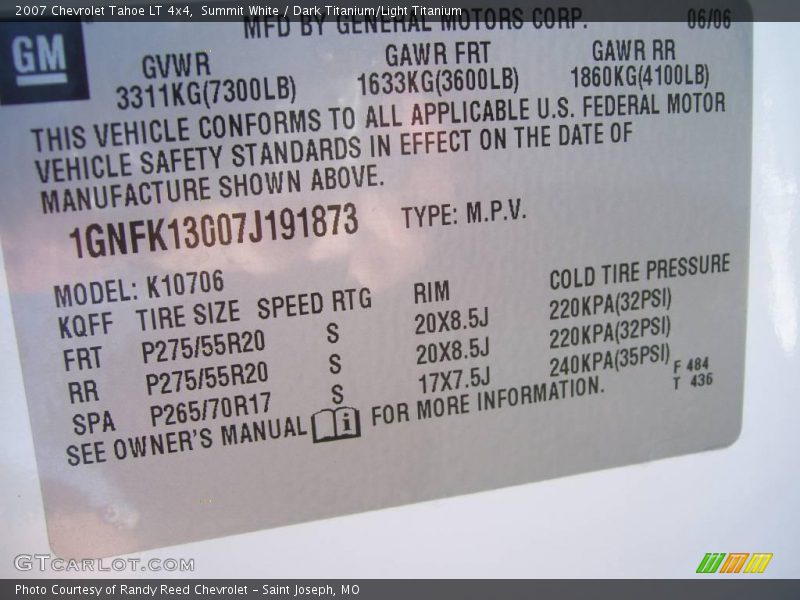 2007 Chevrolet Tahoe LT 4x4, Summit White / Dark Titanium/Light Titanium
MFD BY GENERAL MOTORS CORP. 06/06
GM
GVWR GAWR FRT GAWR RR
3311KG(7300LB) 1633KG(3600LB) 1860KG(4100LB)
THIS VEHICLE CONFORMS TO ALL APPLICABLE U.S. FEDERAL MOTOR
VEHICLE SAFETY STANDARDS IN EFFECT ON THE DATE OF
MANUFACTURE SHOWN ABOVE.
1GNFK13007J191873 TYPE: M.P.V.
MODEL: K10706
KQFF TIRE SIZE SPEED RTG RIM COLD TIRE PRESSURE
FRT P275/55R20 S 20X8.5J 220KPA(32PSI)
RR P275/55R20 S 20X8.5J 220KPA(32PSI)
SPA P265/70R17 S 17X7.5J 240KPA(35PSI)
F 484
T 436
SEE OWNER'S MANUAL i FOR MORE INFORMATION.
GTCARLOT.COM
Photo Courtesy of Randy Reed Chevrolet - Saint Joseph, MO